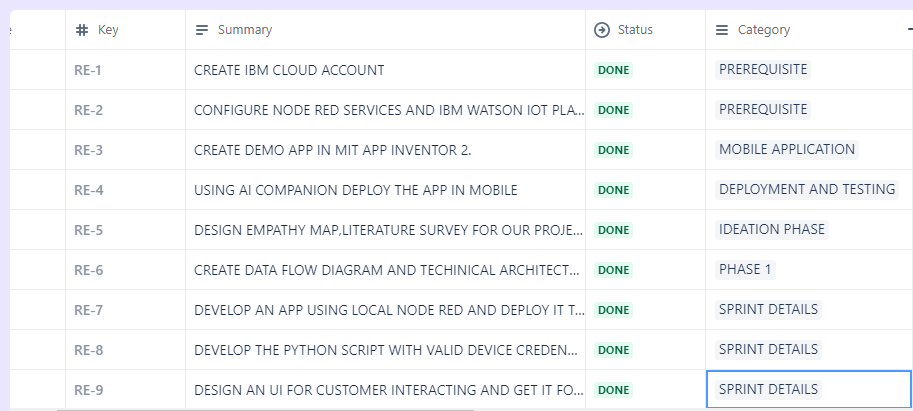 Key Summary Status Category
RE-1 CREATE IBM CLOUD ACCOUNT DONE PREREQUISITE
RE-2 CONFIGURE NODE RED SERVICES AND IBM WATSON IOT PLA... DONE PREREQUISITE
RE-3 CREATE DEMO APP IN MIT APP INVENTOR 2. DONE MOBILE APPLICATION
RE-4 USING AI COMPANION DEPLOY THE APP IN MOBILE DONE DEPLOYMENT AND TESTING
RE-5 DESIGN EMPATHY MAP,LITERATURE SURVEY FOR OUR PROJE... DONE IDEATION PHASE
RE-6 CREATE DATA FLOW DIAGRAM AND TECHINICAL ARCHITECT... DONE PHASE 1
RE-7 DEVELOP AN APP USING LOCAL NODE RED AND DEPLOY IT T... DONE SPRINT DETAILS
RE-8 DEVELOP THE PYTHON SCRIPT WITH VALID DEVICE CREDEN... DONE SPRINT DETAILS
RE-9 DESIGN AN UI FOR CUSTOMER INTERACTING AND GET IT FO... DONE SPRINT DETAILS